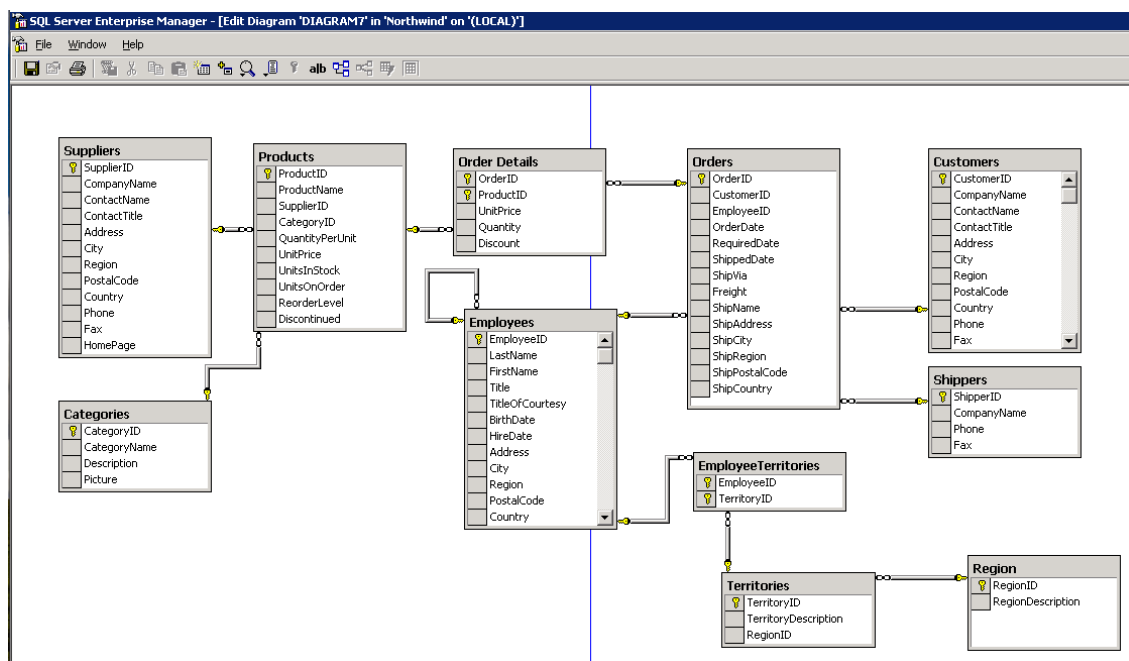 SQL Server Enterprise Manager - [Edit Diagram 'DIAGRAM7' in 'Northwind' on '(LOCAL)']
File Window Help
ab
Suppliers
SupplierID
CompanyName
ContactName
ContactTitle
Address
City
Region
PostalCode
Country
Phone
Fax
HomePage
Products
ProductID
ProductName
SupplierID
CategoryID
QuantityPerUnit
UnitPrice
UnitsInStock
UnitsOnOrder
ReorderLevel
Discontinued
Order Details
OrderID
ProductID
UnitPrice
Quantity
Discount
Orders
OrderID
CustomerID
EmployeeID
OrderDate
RequiredDate
ShippedDate
ShipVia
Freight
ShipName
ShipAddress
ShipCity
ShipRegion
ShipPostalCode
ShipCountry
Customers
CustomerID
CompanyName
ContactName
ContactTitle
Address
City
Region
PostalCode
Country
Phone
Fax
Employees
EmployeeID
LastName
FirstName
Title
TitleOfCourtesy
BirthDate
HireDate
Address
City
Region
PostalCode
Country
Shippers
ShipperID
CompanyName
Phone
Fax
Categories
CategoryID
CategoryName
Description
Picture
EmployeeTerritories
EmployeeID
TerritoryID
Territories
TerritoryID
TerritoryDescription
RegionID
Region
RegionID
RegionDescription